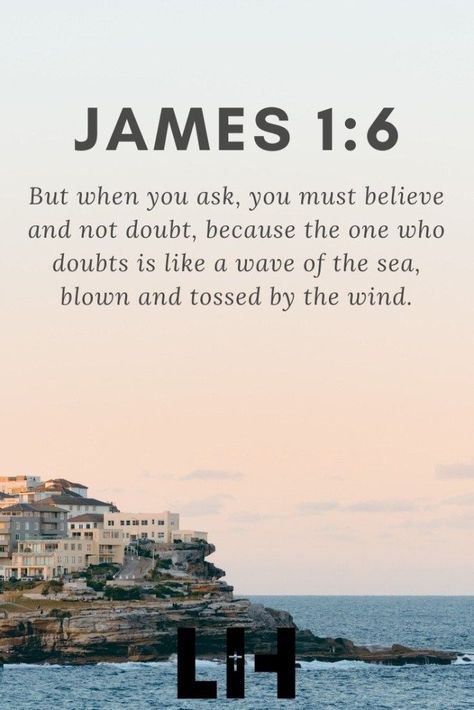 JAMES 1:6
But when you ask, you must believe
and not doubt, because the one who
doubts is like a wave of the sea,
blown and tossed by the wind.
LIH